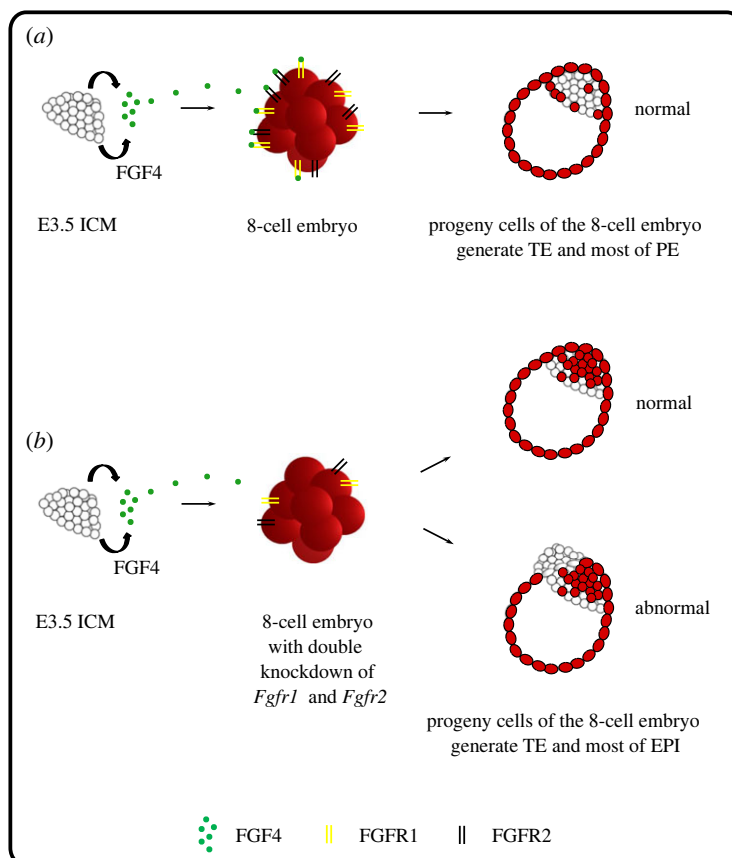 (a)
FGF4
E3.5 ICM
8-cell embryo
normal
progeny cells of the 8-cell embryo
generate TE and most of PE
(b)
FGF4
E3.5 ICM
8-cell embryo
with double
knockdown of
Fgfr1 and Fgfr2
normal
abnormal
progeny cells of the 8-cell embryo
generate TE and most of EPI
FGF4 FGFR1 FGFR2